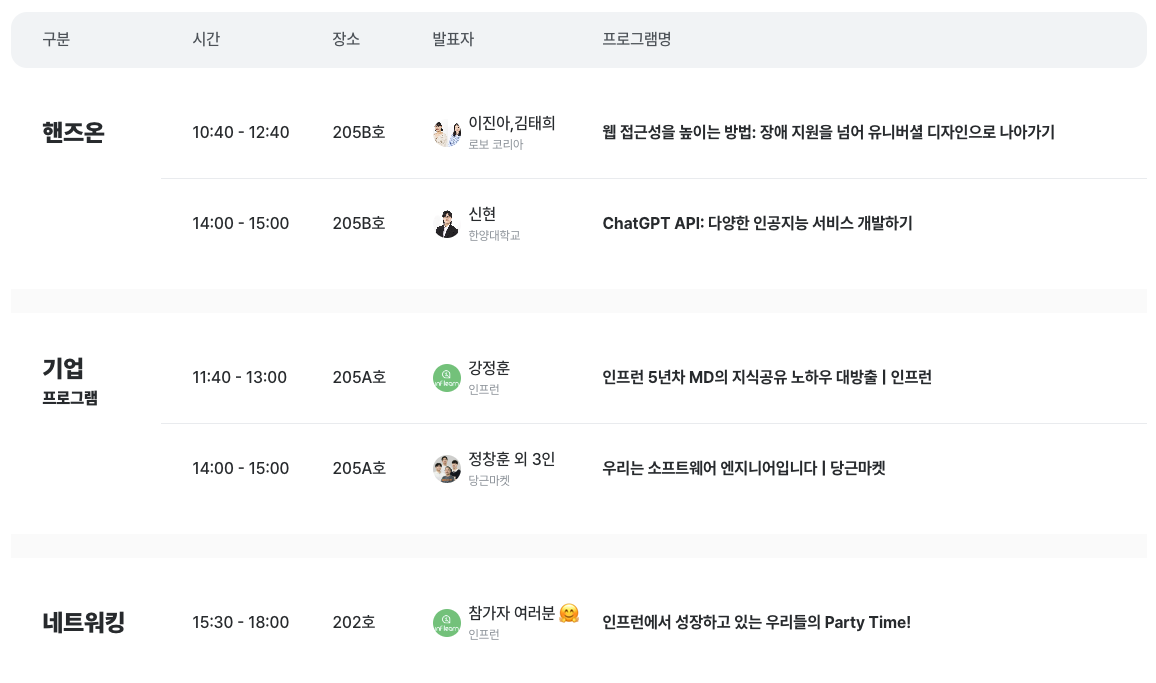 구분 시간 장소 발표자 프로그램명
핸즈온 10:40 - 12:40 205B호 이진아,김태희 웹 접근성을 높이는 방법: 장애 지원을 넘어 유니버셜 디자인으로 나아가기
로보 코리아
14:00 - 15:00 205B호 신현 ChatGPT API: 다양한 인공지능 서비스 개발하기
한양대학교
기업 11:40 - 13:00 205A호 강정훈 인프런 5년차 MD의 지식공유 노하우 대방출 | 인프런
프로그램 인프런
14:00 - 15:00 205A호 정창훈 외 3인 우리는 소프트웨어 엔지니어입니다 | 당근마켓
당근마켓
네트워킹 15:30 - 18:00 202호 참가자 여러분 🤗 인프런에서 성장하고 있는 우리들의 Party Time!
인프런